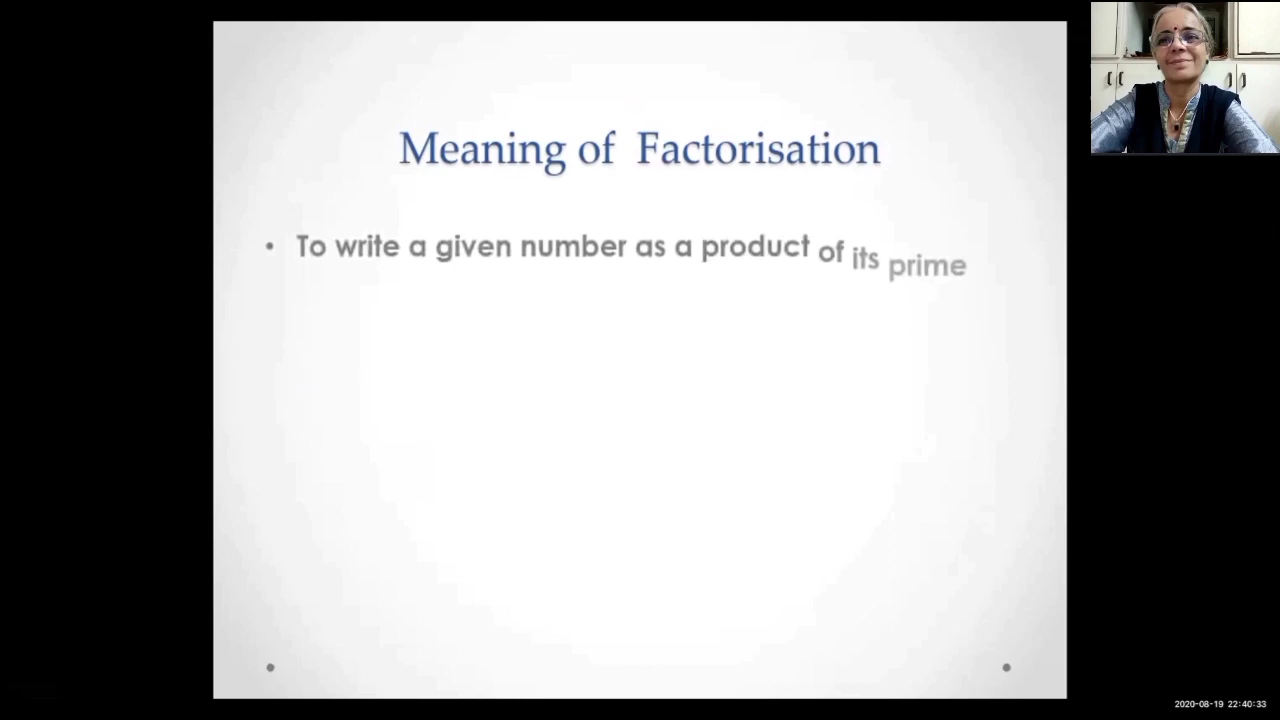 Meaning of Factorisation
• To write a given number as a product of its prime
2020-08-19 22:40:33